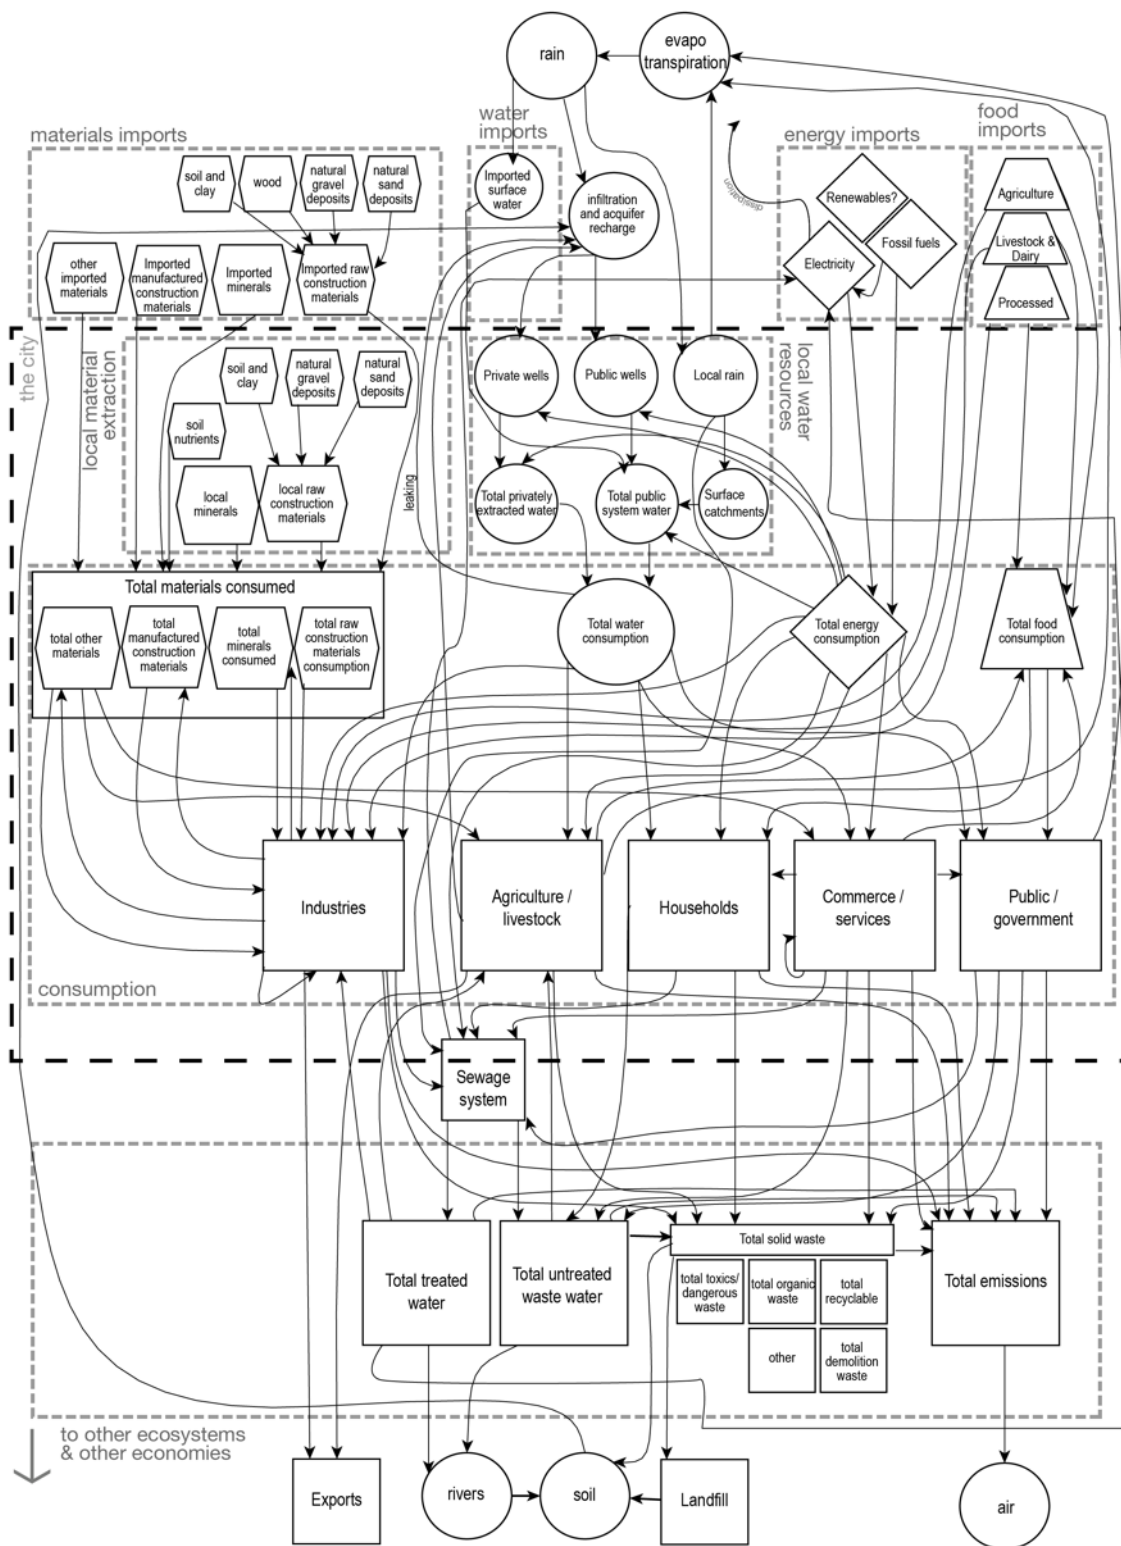 rain
evapo
transpiration
materials imports
water
imports
energy imports
food
imports
soil and
clay
wood
natural
gravel
deposits
natural
sand
deposits
Imported
surface
water
infiltration
and acquifer
recharge
dissipation
Renewables?
Fossil fuels
Electricity
Agriculture
Livestock &
Dairy
Processed
other
imported
materials
Imported
manufactured
construction
materials
Imported
minerals
Imported raw
construction
materials
the city
local material
extraction
soil and
clay
natural
gravel
deposits
natural
sand
deposits
soil
nutrients
local
minerals
local raw
construction
materials
leaking
Private wells
Public wells
Local rain
local water
resources
Total privately
extracted water
Total public
system water
Surface
catchments
Total materials consumed
total other
materials
total
manufactured
construction
materials
total
minerals
consumed
total raw
construction
materials
consumption
Total water
consumption
Total energy
consumption
Total food
consumption
Industries
Agriculture /
livestock
Households
Commerce /
services
Public /
government
consumption
Sewage
system
Total treated
water
Total untreated
waste water
Total solid waste
total toxics/
dangerous
waste
total organic
waste
total
recyclable
other
total
demolition
waste
Total emissions
to other ecosystems
& other economies
Exports
rivers
soil
Landfill
air